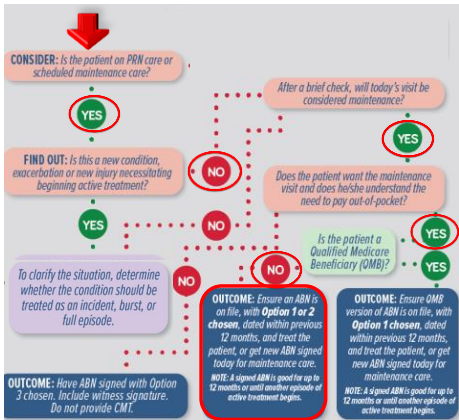 CONSIDER: Is the patient on PRN care or
scheduled maintenance care?
YES
FIND OUT: Is this a new condition,
exacerbation or new injury necessitating
beginning active treatment?
YES
To clarify the situation, determine
whether the condition should be
treated as an incident, burst, or
full episode.
OUTCOME: Have ABN signed with Option
3 chosen. Include witness signature.
Do not provide CMT.
NO
NO
NO
After a brief check, will today's visit be
considered maintenance?
YES
Does the patient want the maintenance
visit and does he/she understand the
need to pay out-of-pocket?
YES
Is the patient a
Qualified Medicare
Beneficiary (QMB)?
NO
YES
OUTCOME: Ensure an ABN is
on file, with Option 1 or 2
chosen, dated within previous
12 months, and treat the
patient, or get new ABN signed
today for maintenance care.
NOTE: A signed ABN is good for up to
12 months or until another episode of
active treatment begins.
OUTCOME: Ensure QMB
version of ABN is on file, with
Option 1 chosen, dated
within previous 12 months,
and treat the patient, or get
new ABN signed today for
maintenance care.
NOTE: A signed ABN is good for up to
12 months or until another episode of
active treatment begins.